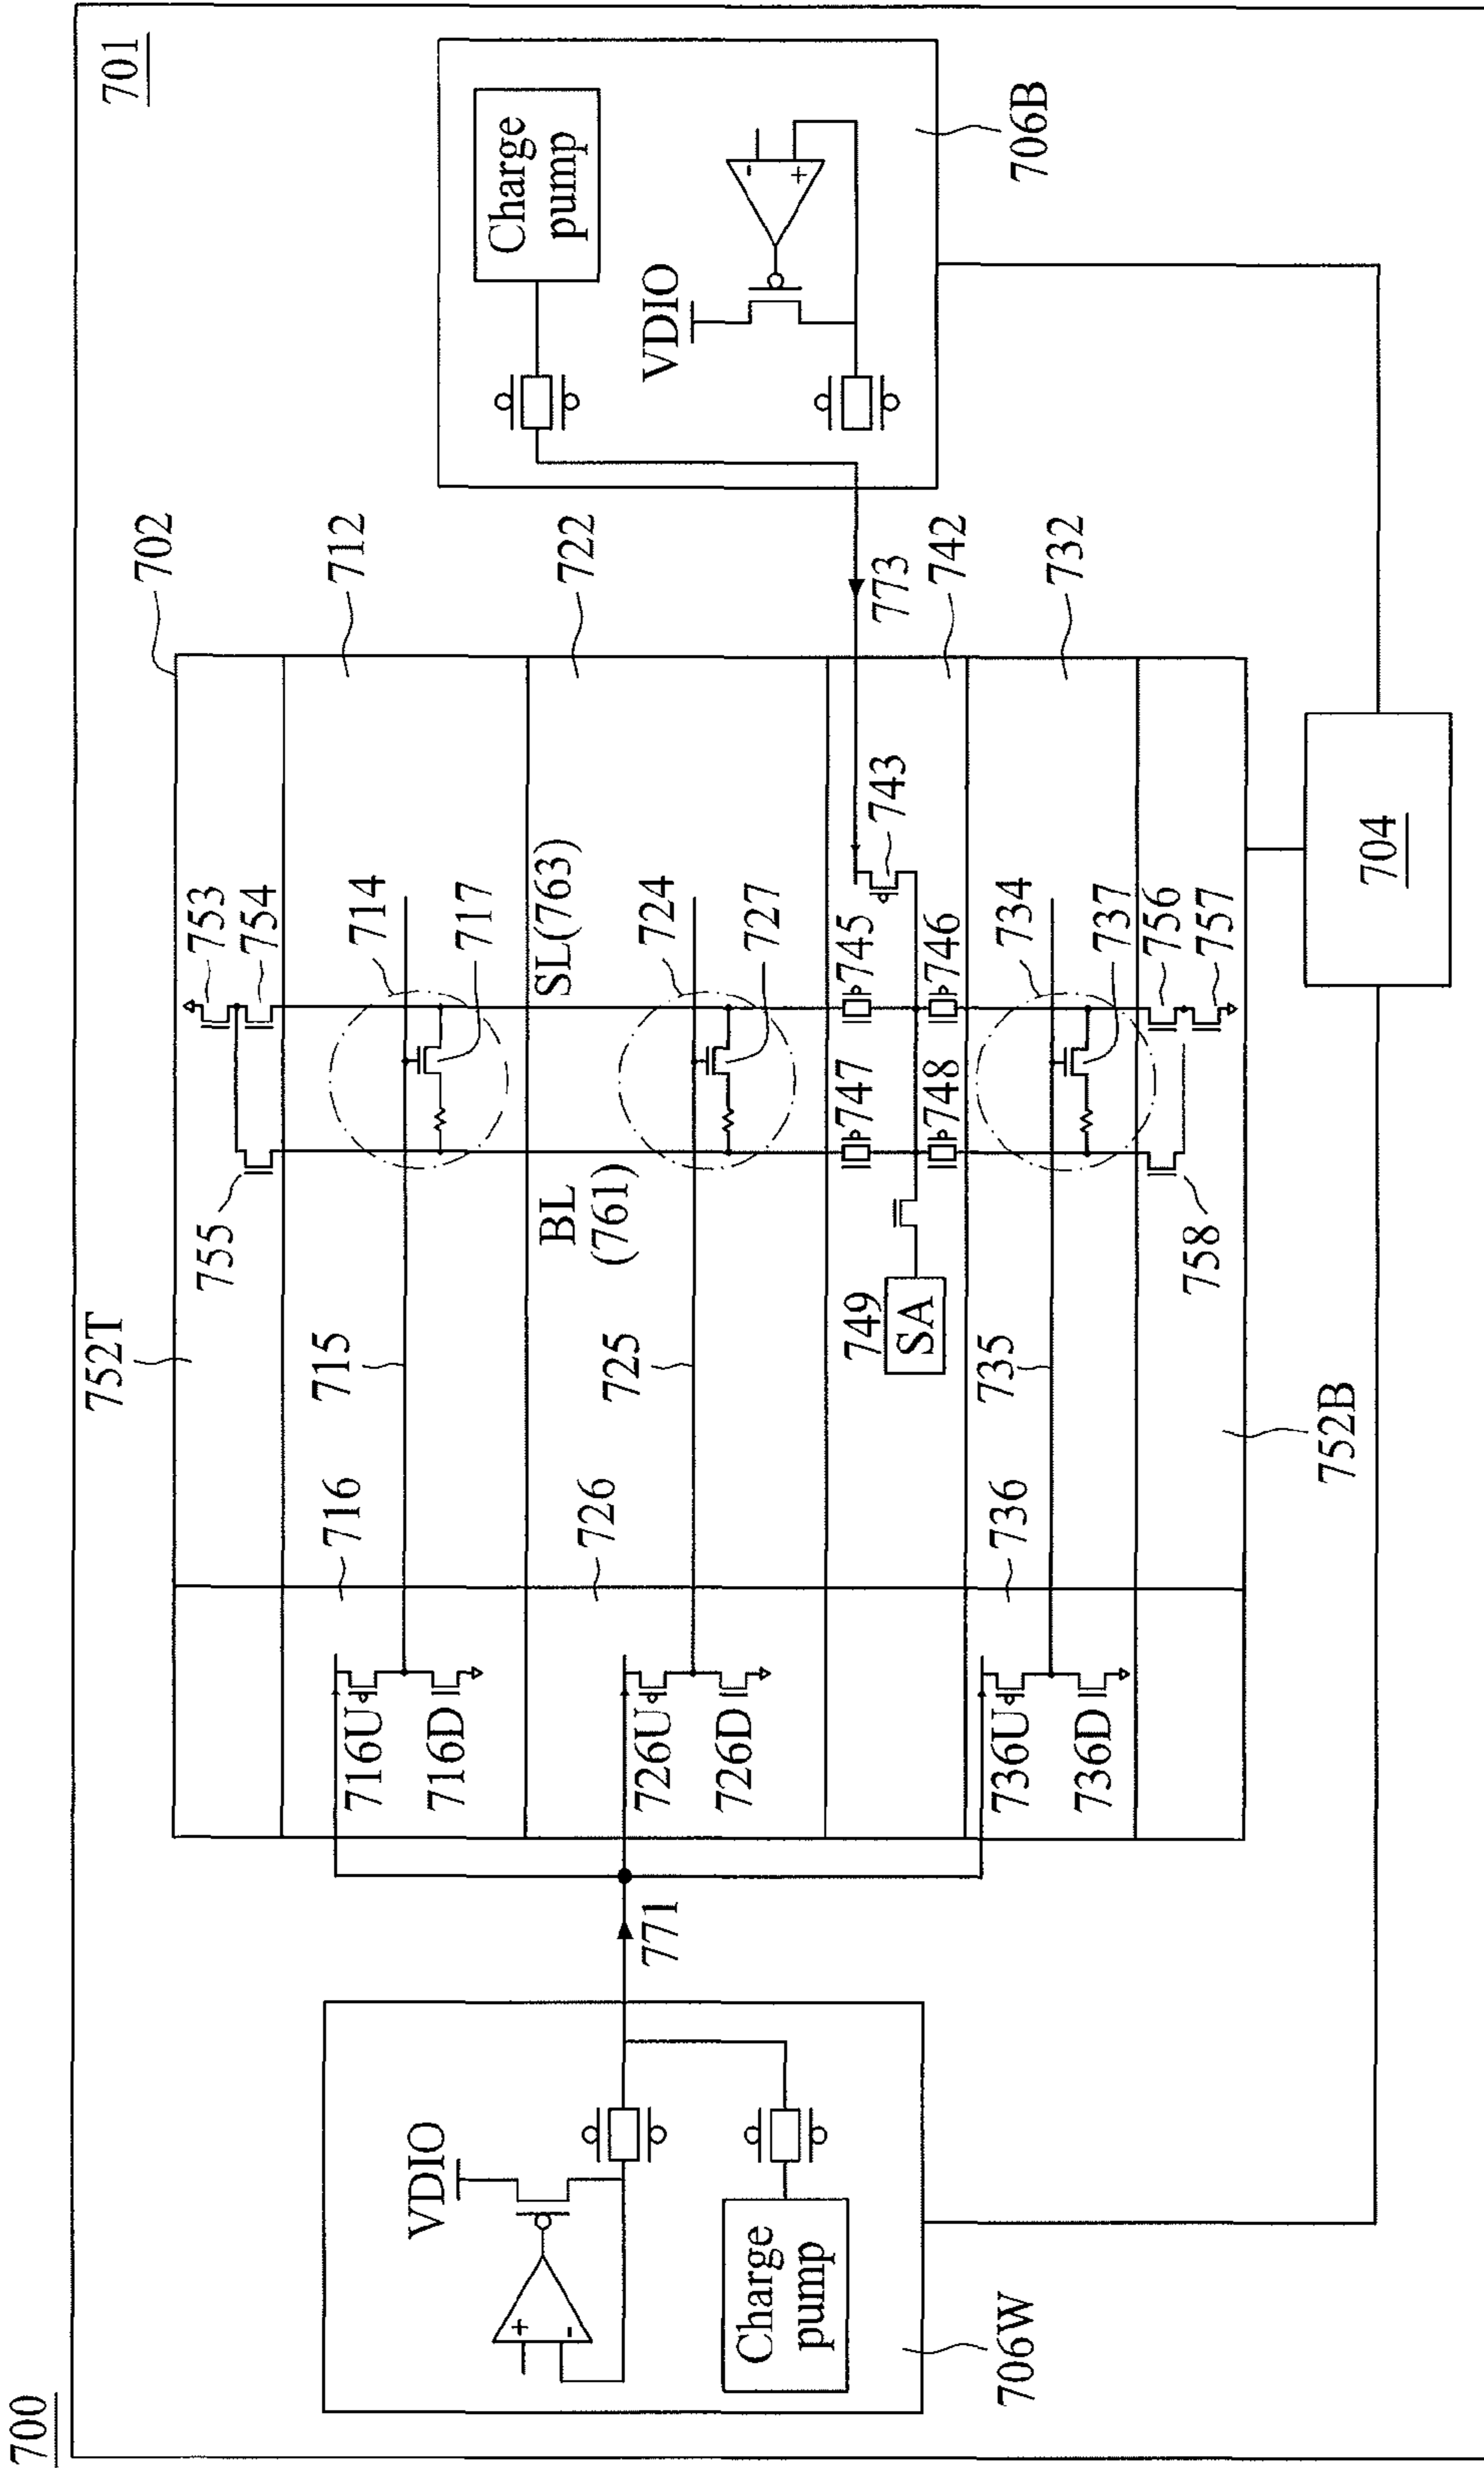 700
701
706W
VDIO
+
-
Charge
pump
771
716U
716D
726U
726D
736U
736D
716
726
736
752T
715
725
735
749
SA
752B
755
BL
(761)
758
747
748
753
754
714
717
SL(763)
724
727
745
746
743
734
737
756
757
704
702
712
722
773
742
732
Charge
pump
VDIO
-
+
706B